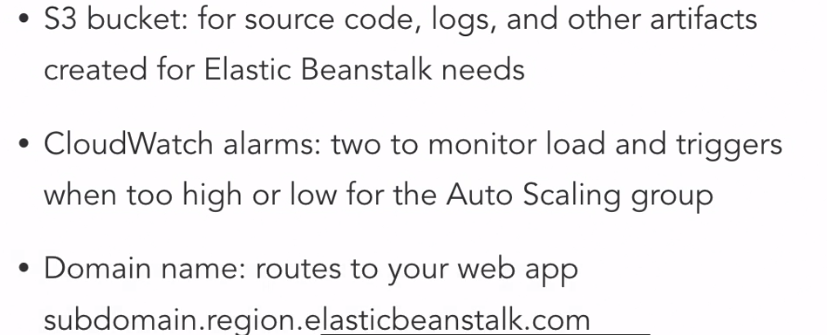 • S3 bucket: for source code, logs, and other artifacts
created for Elastic Beanstalk needs
• CloudWatch alarms: two to monitor load and triggers
when too high or low for the Auto Scaling group
• Domain name: routes to your web app
subdomain.region.elasticbeanstalk.com